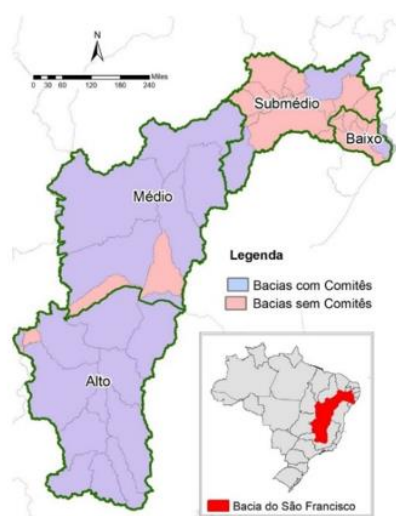 N
Miles
0 30 60 120 180 240
Submédio
Baixo
Médio
Legenda
Bacias com Comitês
Bacias sem Comitês
Alto
Bacia do São Francisco